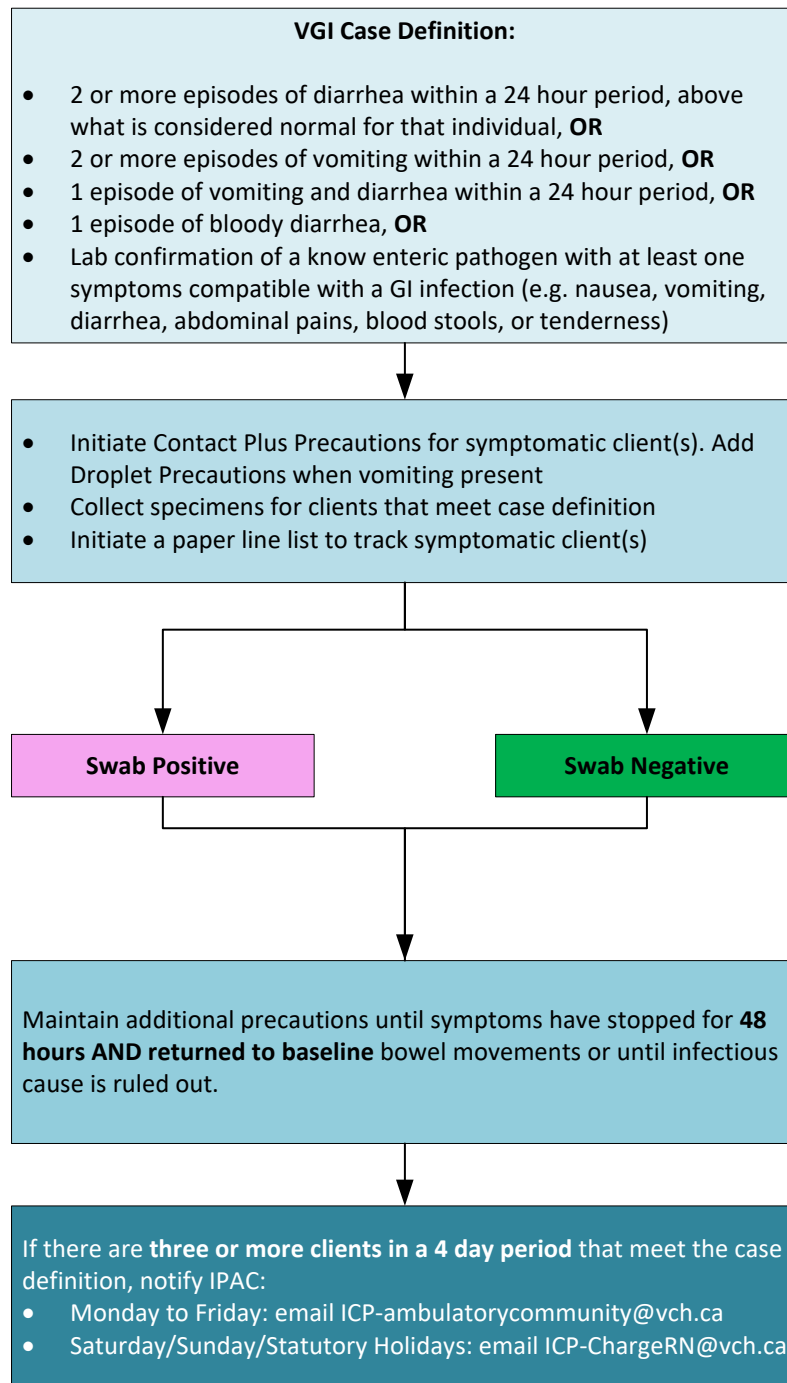 VGI Case Definition:
• 2 or more episodes of diarrhea within a 24 hour period, above
what is considered normal for that individual, OR
• 2 or more episodes of vomiting within a 24 hour period, OR
• 1 episode of vomiting and diarrhea within a 24 hour period, OR
• 1 episode of bloody diarrhea, OR
• Lab confirmation of a know enteric pathogen with at least one
symptoms compatible with a GI infection (e.g. nausea, vomiting,
diarrhea, abdominal pains, blood stools, or tenderness)
• Initiate Contact Plus Precautions for symptomatic client(s). Add
Droplet Precautions when vomiting present
• Collect specimens for clients that meet case definition
• Initiate a paper line list to track symptomatic client(s)
Swab Positive
Swab Negative
Maintain additional precautions until symptoms have stopped for 48
hours AND returned to baseline bowel movements or until infectious
cause is ruled out.
If there are three or more clients in a 4 day period that meet the case
definition, notify IPAC:
• Monday to Friday: email ICP-ambulatorycommunity@vch.ca
• Saturday/Sunday/Statutory Holidays: email ICP-ChargeRN@vch.ca